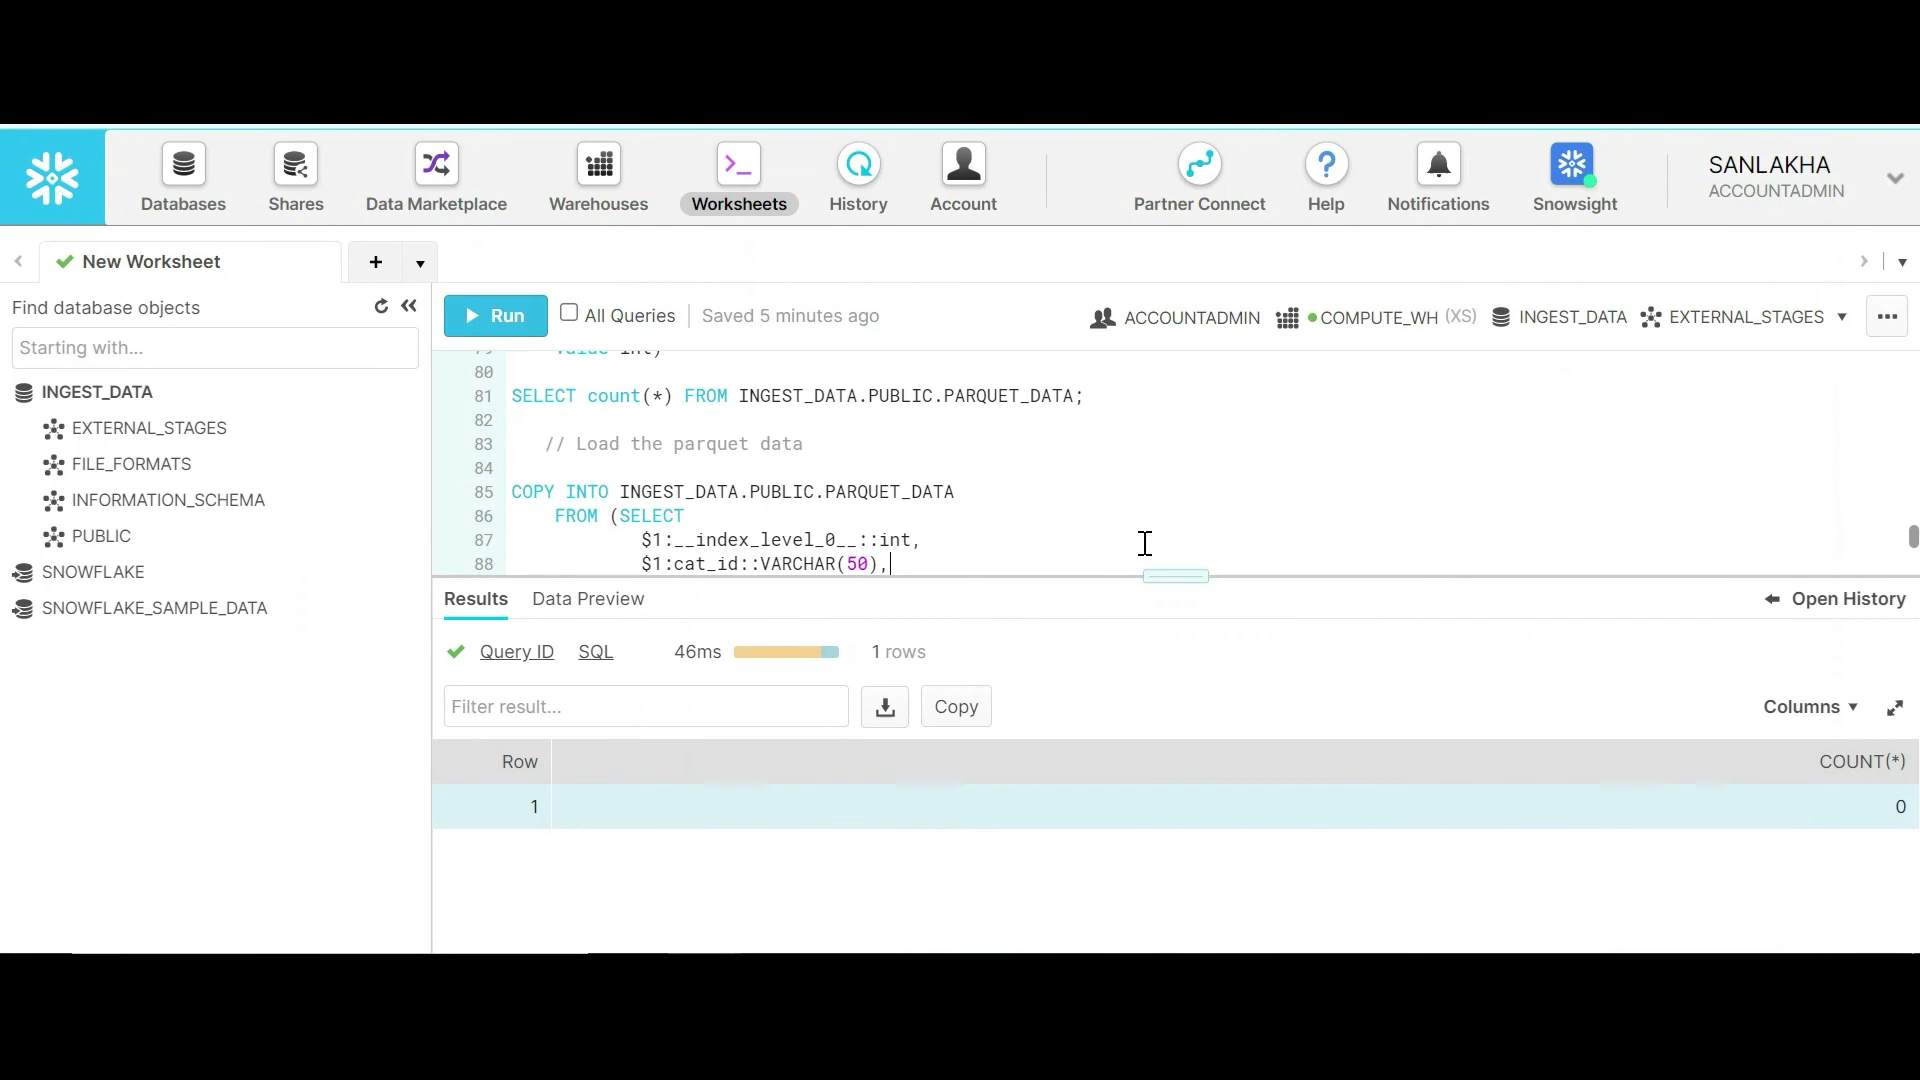 Databases
Shares
Data Marketplace
Warehouses
Worksheets
History
Account
Partner Connect
Help
Notifications
Snowsight
SANLAKHA
ACCOUNTADMIN
New Worksheet
+
Find database objects
Starting with...
INGEST_DATA
EXTERNAL_STAGES
FILE_FORMATS
INFORMATION_SCHEMA
PUBLIC
SNOWFLAKE
SNOWFLAKE_SAMPLE_DATA
Run All Queries Saved 5 minutes ago ACCOUNTADMIN COMPUTE_WH (XS) INGEST_DATA EXTERNAL_STAGES ...
79 value int)
80
81 SELECT count(*) FROM INGEST_DATA.PUBLIC.PARQUET_DATA;
82
83 // Load the parquet data
84
85 COPY INTO INGEST_DATA.PUBLIC.PARQUET_DATA
86 FROM (SELECT
87 $1:__index_level_0__::int,
88 $1:cat_id::VARCHAR(50),
Results Data Preview Open History
Query ID SQL 46ms 1 rows
Filter result... Copy Columns
Row COUNT(*)
1 0